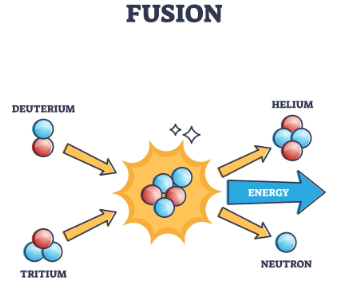 FUSION
DEUTERIUM
HELIUM
ENERGY
TRITIUM
NEUTRON